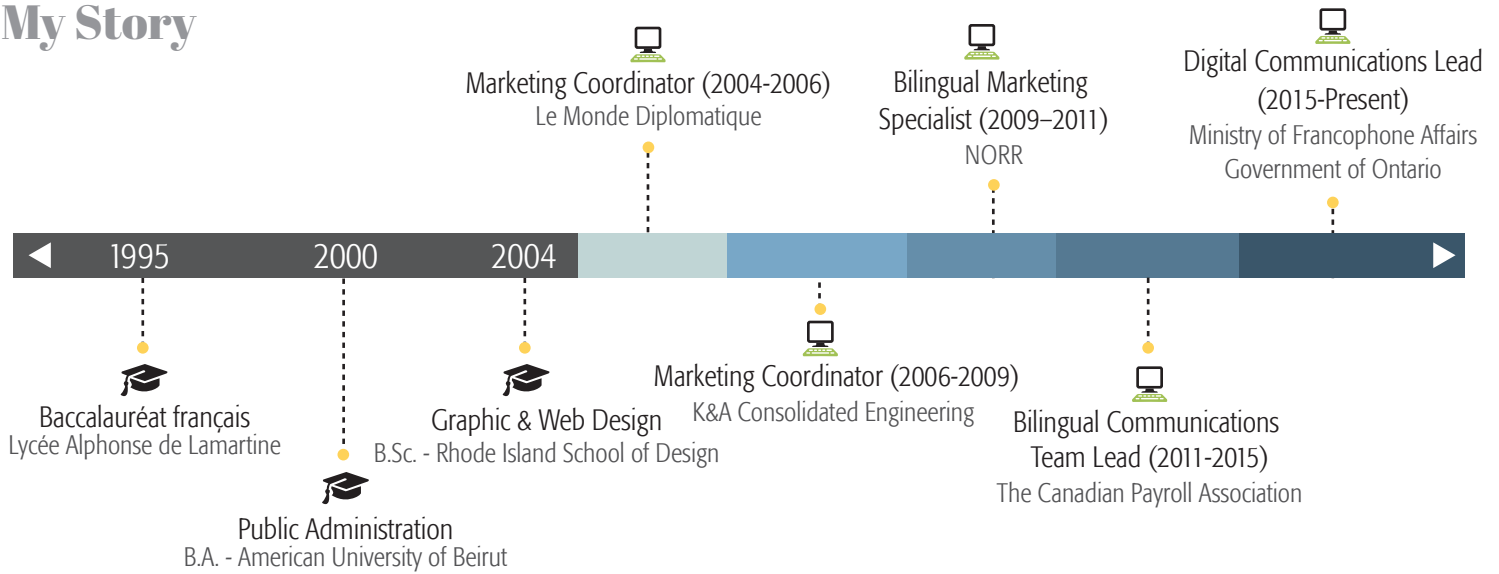 My Story
Marketing Coordinator (2004-2006)
Le Monde Diplomatique
Bilingual Marketing
Specialist (2009–2011)
NORR
Digital Communications Lead
(2015-Present)
Ministry of Francophone Affairs
Government of Ontario
1995
2000
2004
Baccalauréat français
Lycée Alphonse de Lamartine
Public Administration
B.A. - American University of Beirut
Graphic & Web Design
B.Sc. - Rhode Island School of Design
Marketing Coordinator (2006-2009)
K&A Consolidated Engineering
Bilingual Communications
Team Lead (2011-2015)
The Canadian Payroll Association